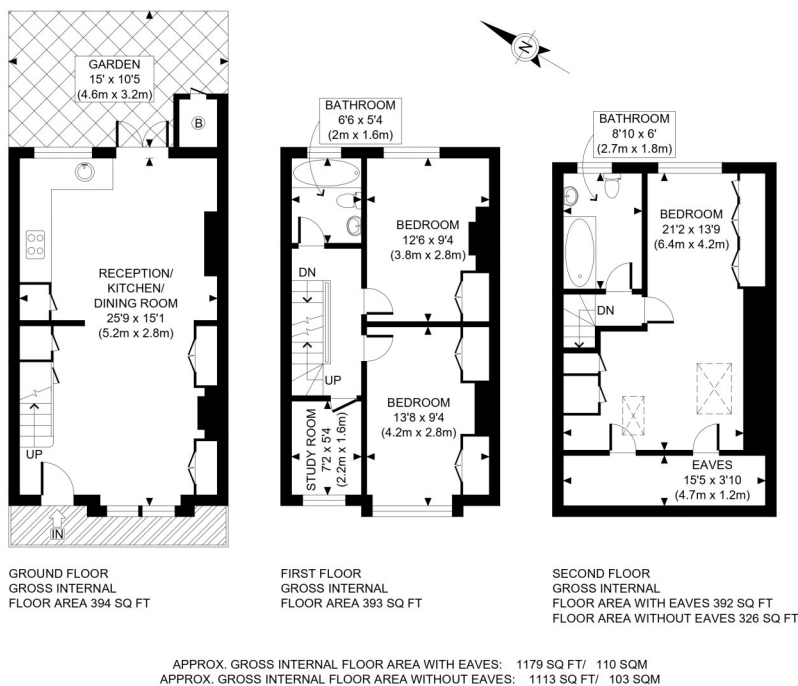 N
GARDEN
15' x 10'5
(4.6m x 3.2m)
B
RECEPTION/
KITCHEN/
DINING ROOM
25'9 x 15'1
(5.2m x 2.8m)
UP
IN
BATHROOM
6'6 x 5'4
(2m x 1.6m)
BEDROOM
12'6 x 9'4
(3.8m x 2.8m)
DN
UP
BEDROOM
13'8 x 9'4
(4.2m x 2.8m)
STUDY ROOM
7'2 x 5'4
(2.2m x 1.6m)
BATHROOM
8'10 x 6'
(2.7m x 1.8m)
BEDROOM
21'2 x 13'9
(6.4m x 4.2m)
DN
EAVES
15'5 x 3'10
(4.7m x 1.2m)
GROUND FLOOR
GROSS INTERNAL
FLOOR AREA 394 SQ FT
FIRST FLOOR
GROSS INTERNAL
FLOOR AREA 393 SQ FT
SECOND FLOOR
GROSS INTERNAL
FLOOR AREA WITH EAVES 392 SQ FT
FLOOR AREA WITHOUT EAVES 326 SQ FT
APPROX. GROSS INTERNAL FLOOR AREA WITH EAVES: 1179 SQ FT/ 110 SQM
APPROX. GROSS INTERNAL FLOOR AREA WITHOUT EAVES: 1113 SQ FT/ 103 SQM